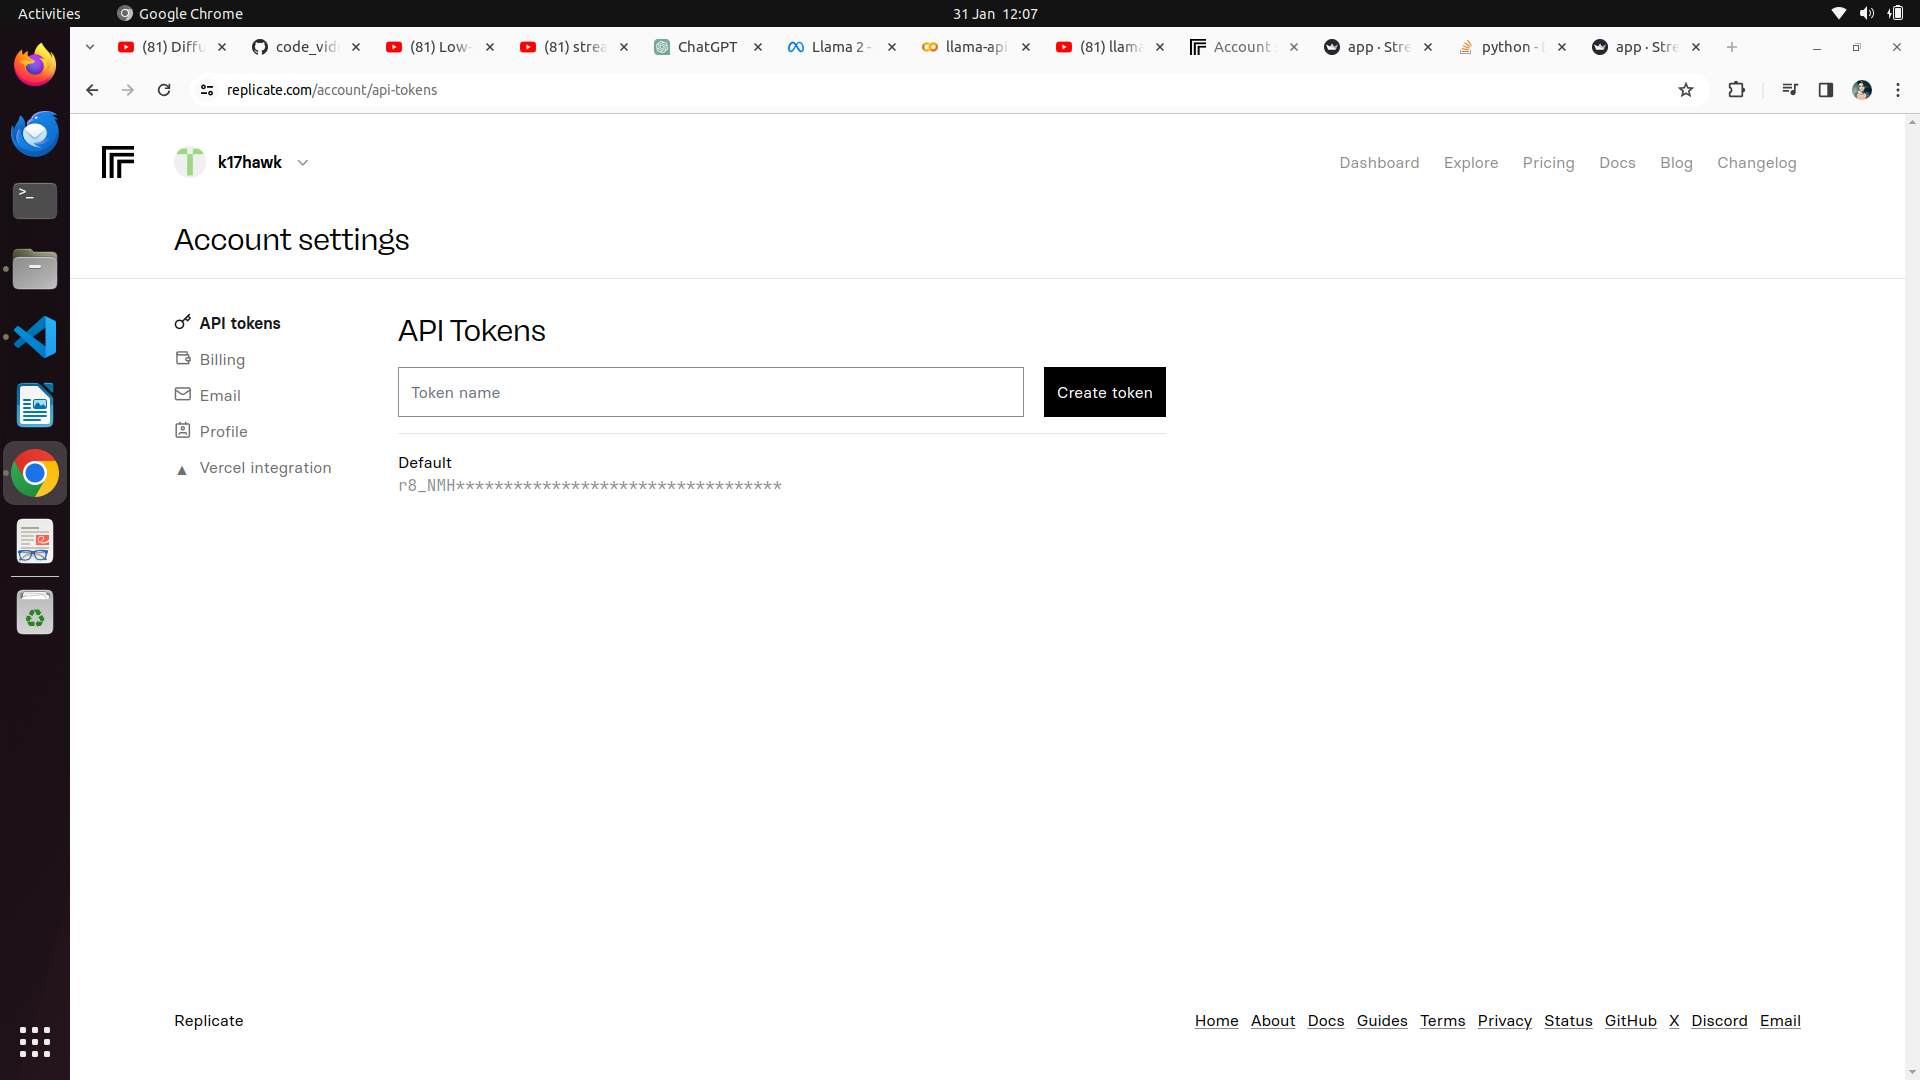 Activities Google Chrome 31 Jan 12:07
(81) Diffu code_vid (81) Low- (81) strea ChatGPT Llama 2 - llama-api (81) llama Account s app · Stre python - E app · Stre
replicate.com/account/api-tokens
k17hawk Dashboard Explore Pricing Docs Blog Changelog
Account settings
API tokens
Billing
Email
Profile
Vercel integration
API Tokens
Token name Create token
Default
r8_NMH**********************************
Replicate Home About Docs Guides Terms Privacy Status GitHub X Discord Email